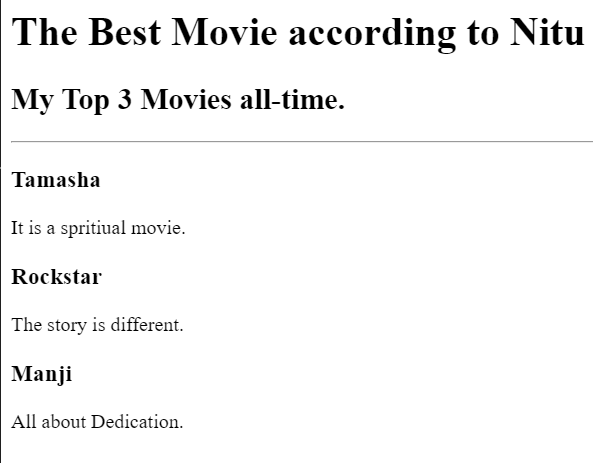 The Best Movie according to Nitu
My Top 3 Movies all-time.
Tamasha
It is a spritiual movie.
Rockstar
The story is different.
Manji
All about Dedication.